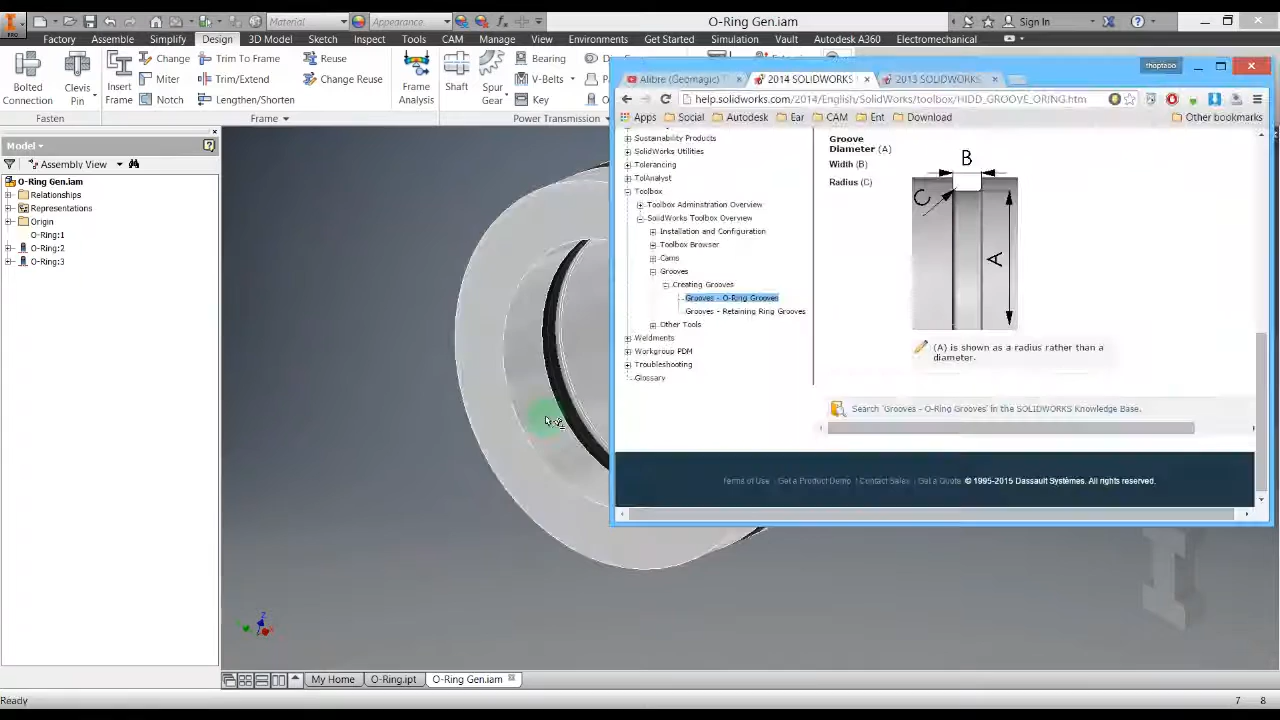 O-Ring Gen.iam
Material
Appearance
Sign In
PRO
Factory Assemble Simplify Design 3D Model Sketch Inspect Tools CAM Manage View Environments Get Started Simulation Vault Autodesk A360 Electromechanical
Bolted Connection
Clevis Pin
Fasten
Insert Frame
Change
Miter
Notch
Trim To Frame
Trim/Extend
Lengthen/Shorten
Reuse
Change Reuse
Frame Analysis
Frame
Shaft
Spur Gear
Bearing
V-Belts
Key
Power Transmission
thoptaoo
Alibre (Geomagic)
2014 SOLIDWORKS
2013 SOLIDWORKS
help.solidworks.com/2014/English/SolidWorks/toolbox/HIDD_GROOVE_ORING.htm
Apps Social Autodesk Ear CAM Ent Download Other bookmarks
Model
Assembly View
O-Ring Gen.iam
Relationships
Representations
Origin
O-Ring:1
O-Ring:2
O-Ring:3
Sustainability Products
SolidWorks Utilities
Tolerancing
TolAnalyst
Toolbox
Toolbox Adminstration Overview
SolidWorks Toolbox Overview
Installation and Configuration
Toolbox Browser
Cams
Grooves
Creating Grooves
Grooves - O-Ring Grooves
Grooves - Retaining Ring Grooves
Other Tools
Weldments
Workgroup PDM
Troubleshooting
Glossary
Groove
Diameter (A)
Width (B)
Radius (C)
B
C
A
(A) is shown as a radius rather than a
diameter.
Search 'Grooves - O-Ring Grooves' in the SOLIDWORKS Knowledge Base.
Terms of Use | Get a Product Demo | Contact Sales | Get a Quote © 1995-2015 Dassault Systèmes. All rights reserved.
Z
My Home O-Ring.ipt O-Ring Gen.iam
Ready
7 8